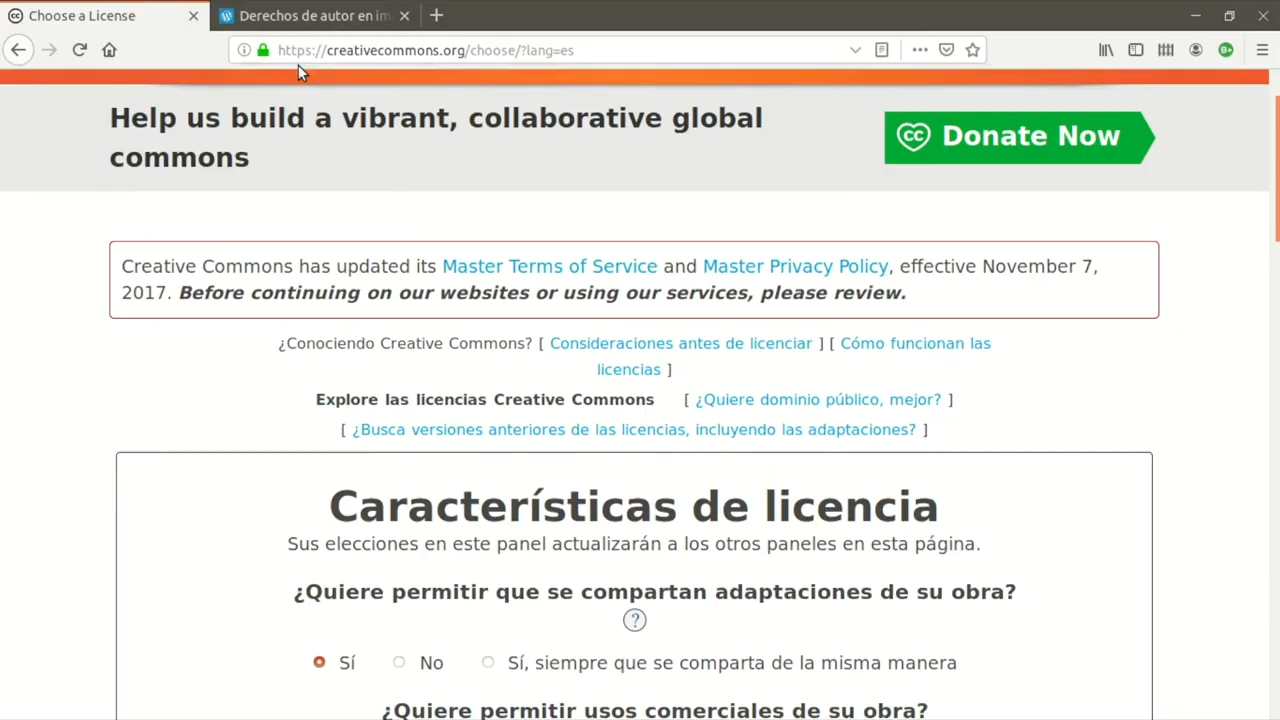 Choose a License
Derechos de autor en im
https://creativecommons.org/choose/?lang=es
Help us build a vibrant, collaborative global
commons
Donate Now
Creative Commons has updated its Master Terms of Service and Master Privacy Policy, effective November 7,
2017. Before continuing on our websites or using our services, please review.
¿Conociendo Creative Commons? [ Consideraciones antes de licenciar ] [ Cómo funcionan las
licencias ]
Explore las licencias Creative Commons [ ¿Quiere dominio público, mejor? ]
[ ¿Busca versiones anteriores de las licencias, incluyendo las adaptaciones? ]
Características de licencia
Sus elecciones en este panel actualizarán a los otros paneles en esta página.
¿Quiere permitir que se compartan adaptaciones de su obra?
?
Sí No Sí, siempre que se comparta de la misma manera
¿Quiere permitir usos comerciales de su obra?